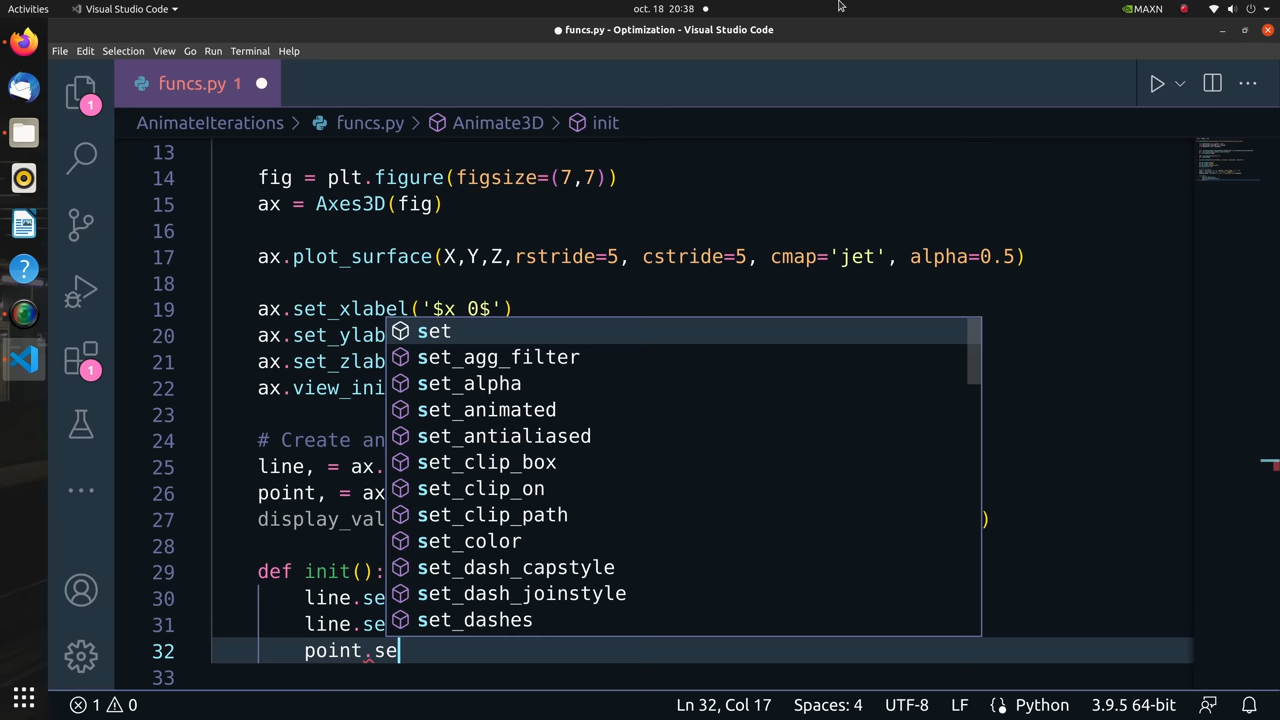 Activities Visual Studio Code oct. 18 20:38 MAXN
funcs.py - Optimization - Visual Studio Code
File Edit Selection View Go Run Terminal Help
funcs.py 1
AnimateIterations > funcs.py > Animate3D > init
13
14 fig = plt.figure(figsize=(7,7))
15 ax = Axes3D(fig)
16
17 ax.plot_surface(X,Y,Z,rstride=5, cstride=5, cmap='jet', alpha=0.5)
18
19 ax.set_xlabel('$x_0$')
20 ax.set_ylab
21 ax.set_zlab
22 ax.view_ini
23
24 # Create an
25 line, = ax.
26 point, = ax
27 display_val )
28
29 def init():
30 line.se
31 line.se
32 point.se
33
set
set_agg_filter
set_alpha
set_animated
set_antialiased
set_clip_box
set_clip_on
set_clip_path
set_color
set_dash_capstyle
set_dash_joinstyle
set_dashes
1
1
1 0 Ln 32, Col 17 Spaces: 4 UTF-8 LF Python 3.9.5 64-bit